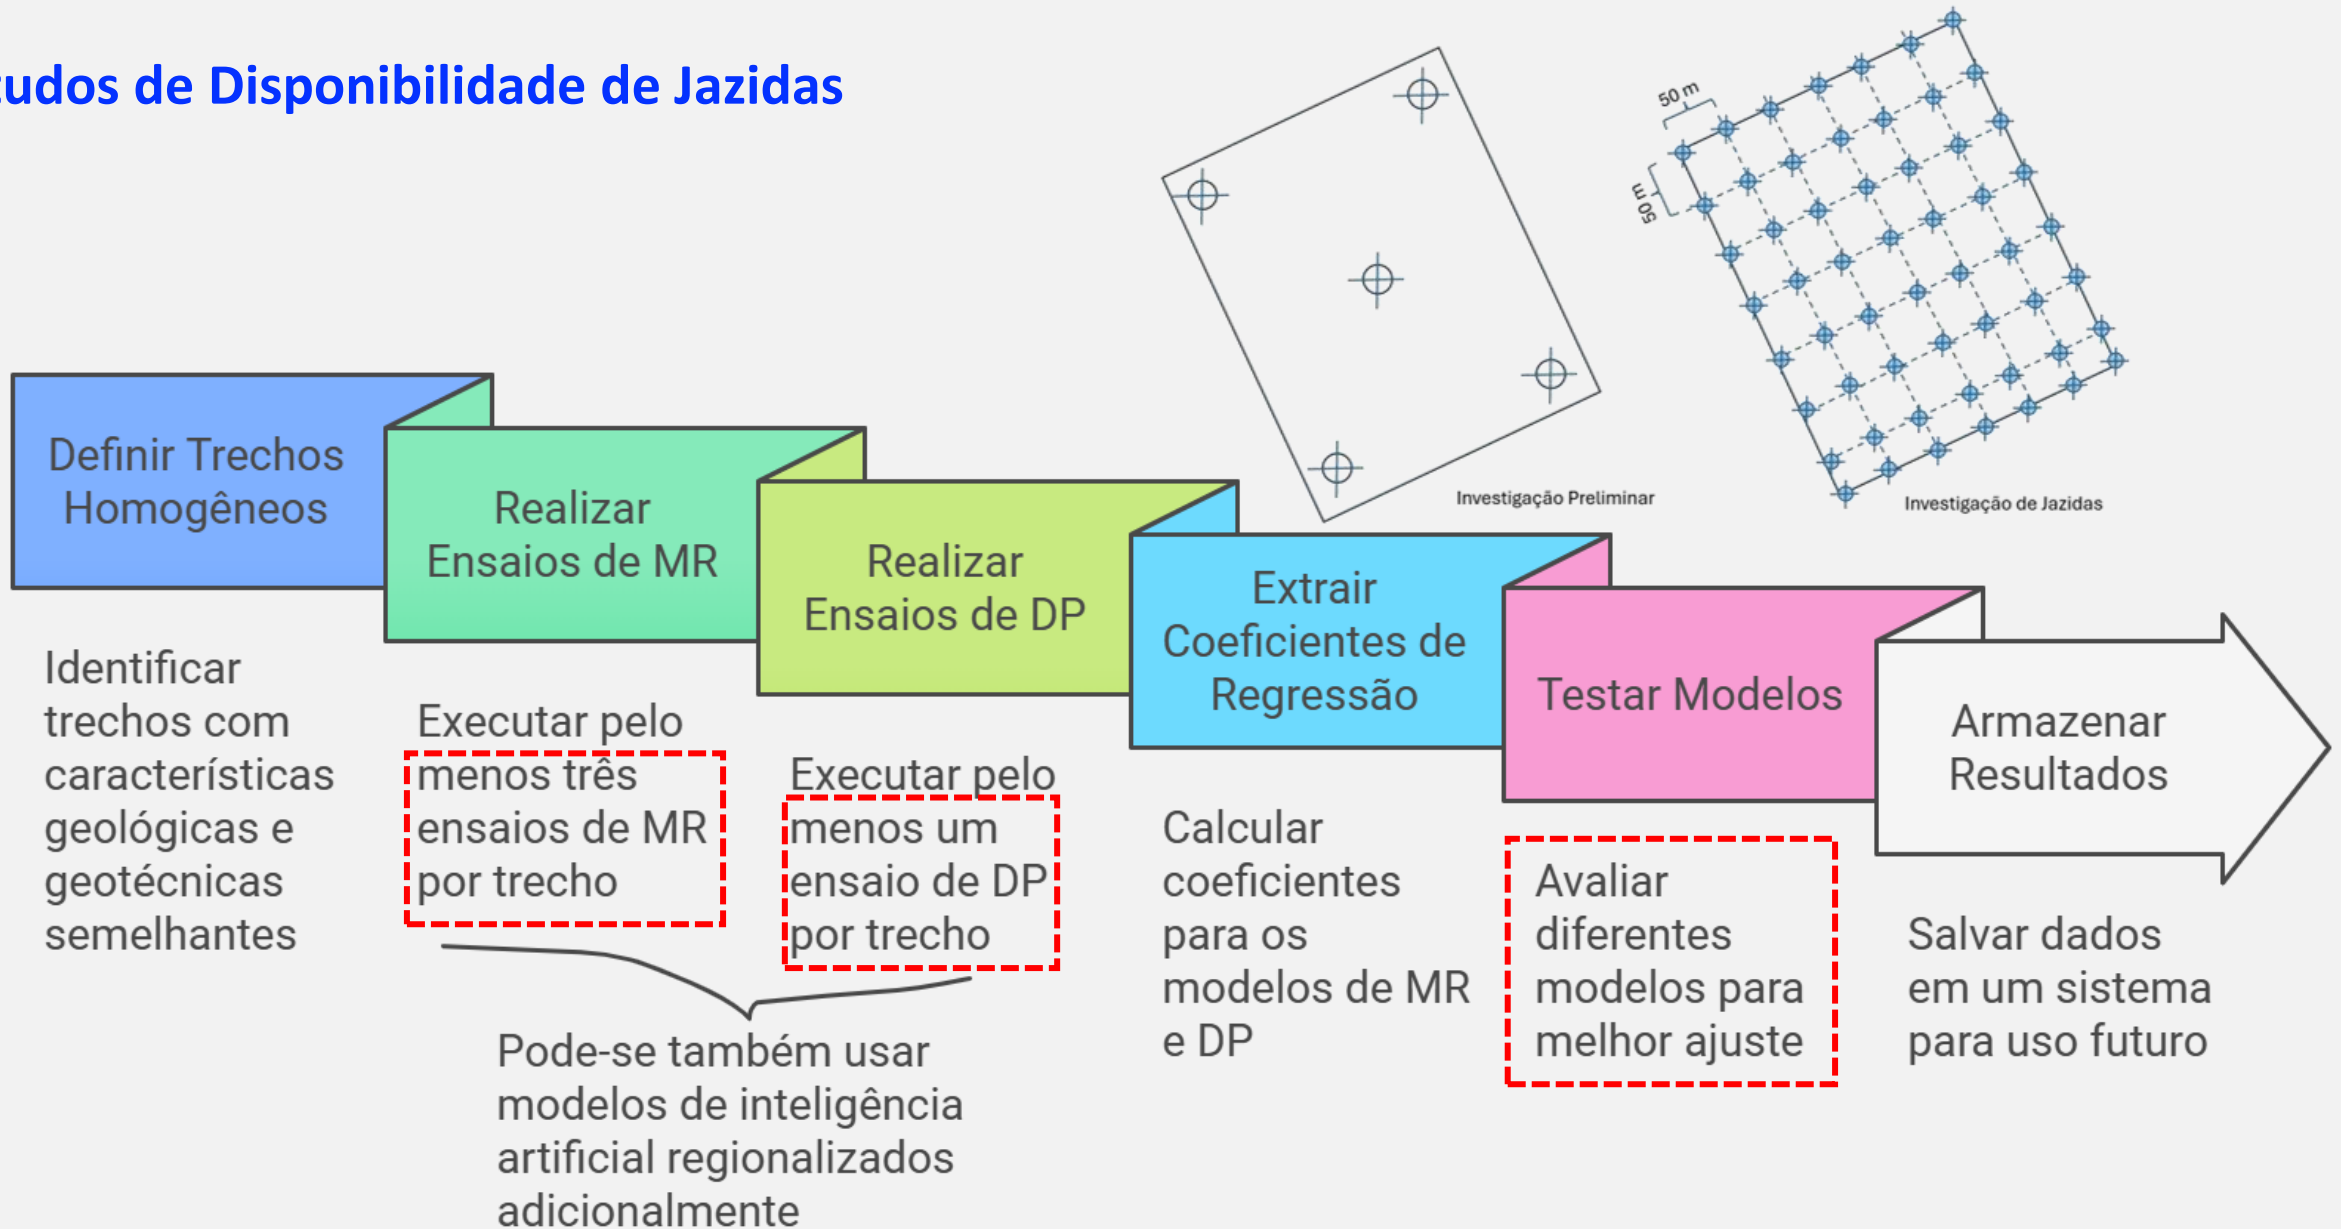 tudos de Disponibilidade de Jazidas
50 m
50 m
Investigação Preliminar
Investigação de Jazidas
Definir Trechos
Homogêneos
Identificar
trechos com
características
geológicas e
geotécnicas
semelhantes
Realizar
Ensaios de MR
Executar pelo
menos três
ensaios de MR
por trecho
Realizar
Ensaios de DP
Executar pelo
menos um
ensaio de DP
por trecho
Pode-se também usar
modelos de inteligência
artificial regionalizados
adicionalmente
Extrair
Coeficientes de
Regressão
Calcular
coeficientes
para os
modelos de MR
e DP
Testar Modelos
Avaliar
diferentes
modelos para
melhor ajuste
Armazenar
Resultados
Salvar dados
em um sistema
para uso futuro